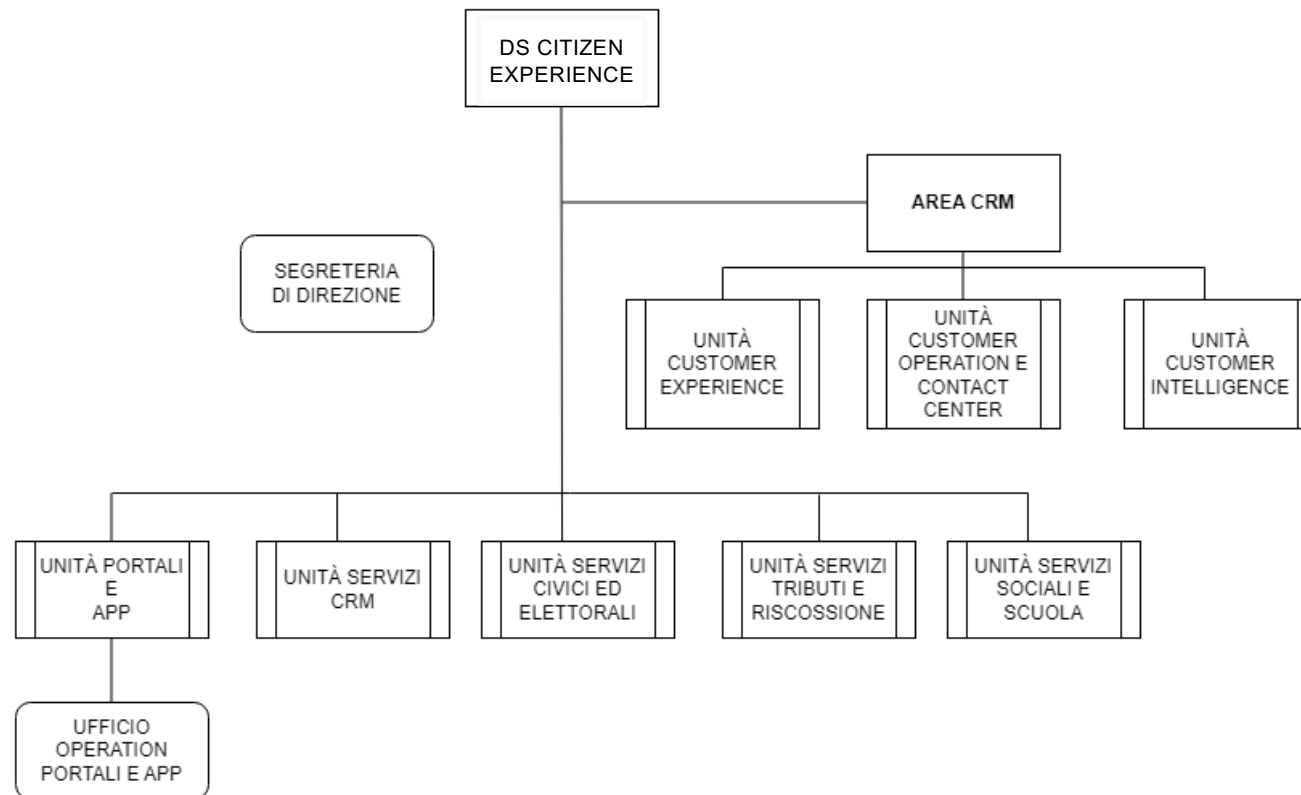 DS CITIZEN
EXPERIENCE
AREA CRM
SEGRETERIA
DI DIREZIONE
UNITÀ
CUSTOMER
EXPERIENCE
UNITÀ
CUSTOMER
OPERATION E
CONTACT
CENTER
UNITÀ
CUSTOMER
INTELLIGENCE
UNITÀ PORTALI
E
APP
UNITÀ SERVIZI
CRM
UNITÀ SERVIZI
CIVICI ED
ELETTORALI
UNITÀ SERVIZI
TRIBUTI E
RISCOSSIONE
UNITÀ SERVIZI
SOCIALI E
SCUOLA
UFFICIO
OPERATION
PORTALI E APP